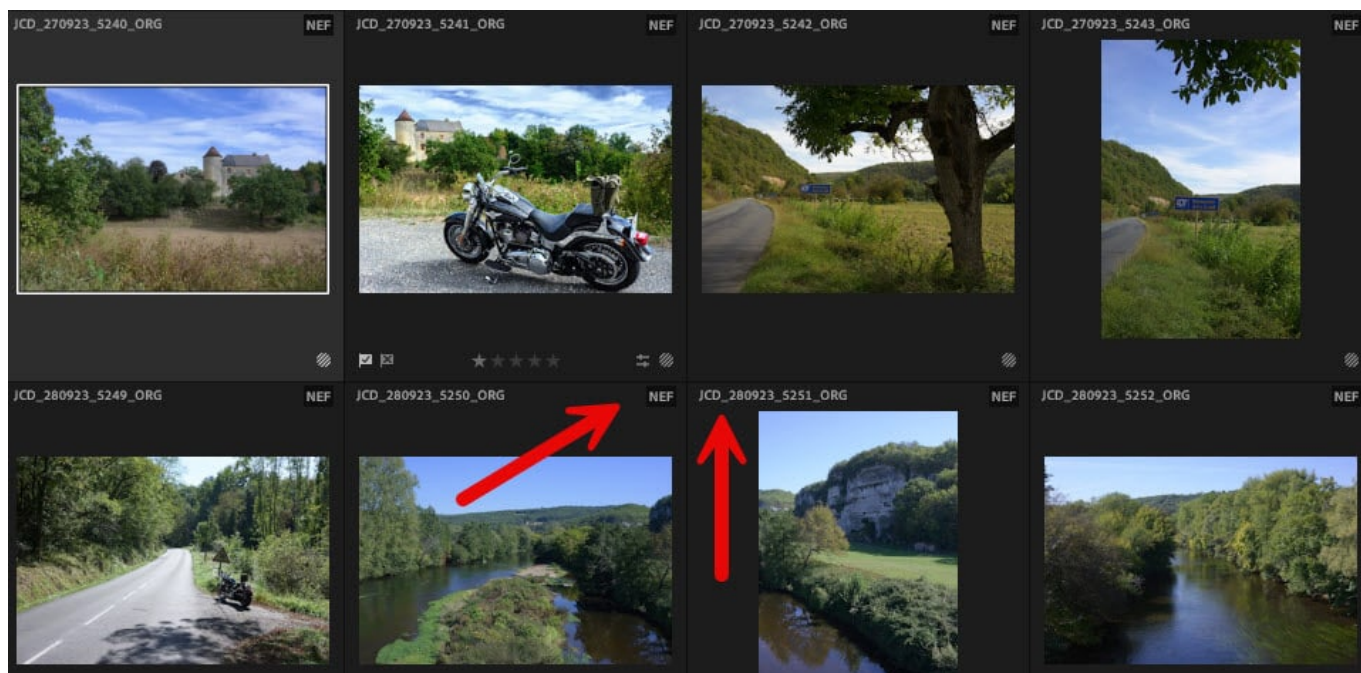 JCD_270923_5240_ORG NEF
JCD_270923_5241_ORG NEF
JCD_270923_5242_ORG NEF
JCD_270923_5243_ORG NEF
JCD_280923_5249_ORG NEF
JCD_280923_5250_ORG NEF
JCD_280923_5251_ORG NEF
JCD_280923_5252_ORG NEF